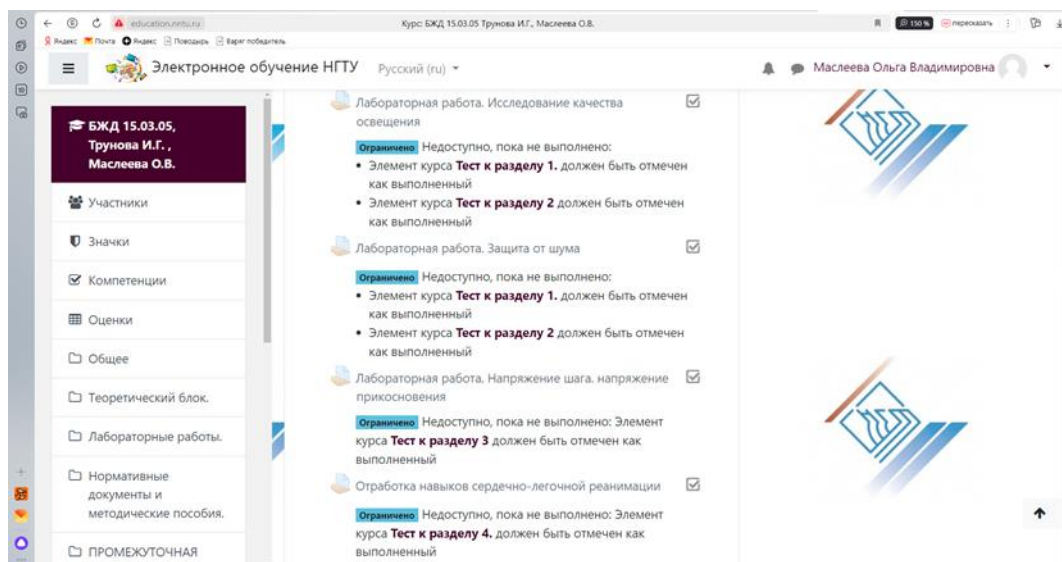 education.nntu.ru
Курс: БЖД 15.03.05 Трунова И.Г., Маслеева О.В.
150 %
пересказать
Яндекс Почта Яндекс Поводырь Варяг победитель
Электронное обучение НГТУ
Русский (ru)
Маслеева Ольга Владимировна
БЖД 15.03.05,
Трунова И.Г. ,
Маслеева О.В.
Участники
Значки
Компетенции
Оценки
Общее
Теоретический блок.
Лабораторные работы.
Нормативные
документы и
методические пособия.
ПРОМЕЖУТОЧНАЯ
Лабораторная работа. Исследование качества
освещения
Ограничено Недоступно, пока не выполнено:
• Элемент курса Тест к разделу 1. должен быть отмечен
как выполненный
• Элемент курса Тест к разделу 2 должен быть отмечен
как выполненный
Лабораторная работа. Защита от шума
Ограничено Недоступно, пока не выполнено:
• Элемент курса Тест к разделу 1. должен быть отмечен
как выполненный
• Элемент курса Тест к разделу 2 должен быть отмечен
как выполненный
Лабораторная работа. Напряжение шага. напряжение
прикосновения
Ограничено Недоступно, пока не выполнено: Элемент
курса Тест к разделу 3 должен быть отмечен как
выполненный
Отработка навыков сердечно-легочной реанимации
Ограничено Недоступно, пока не выполнено: Элемент
курса Тест к разделу 4. должен быть отмечен как
выполненный